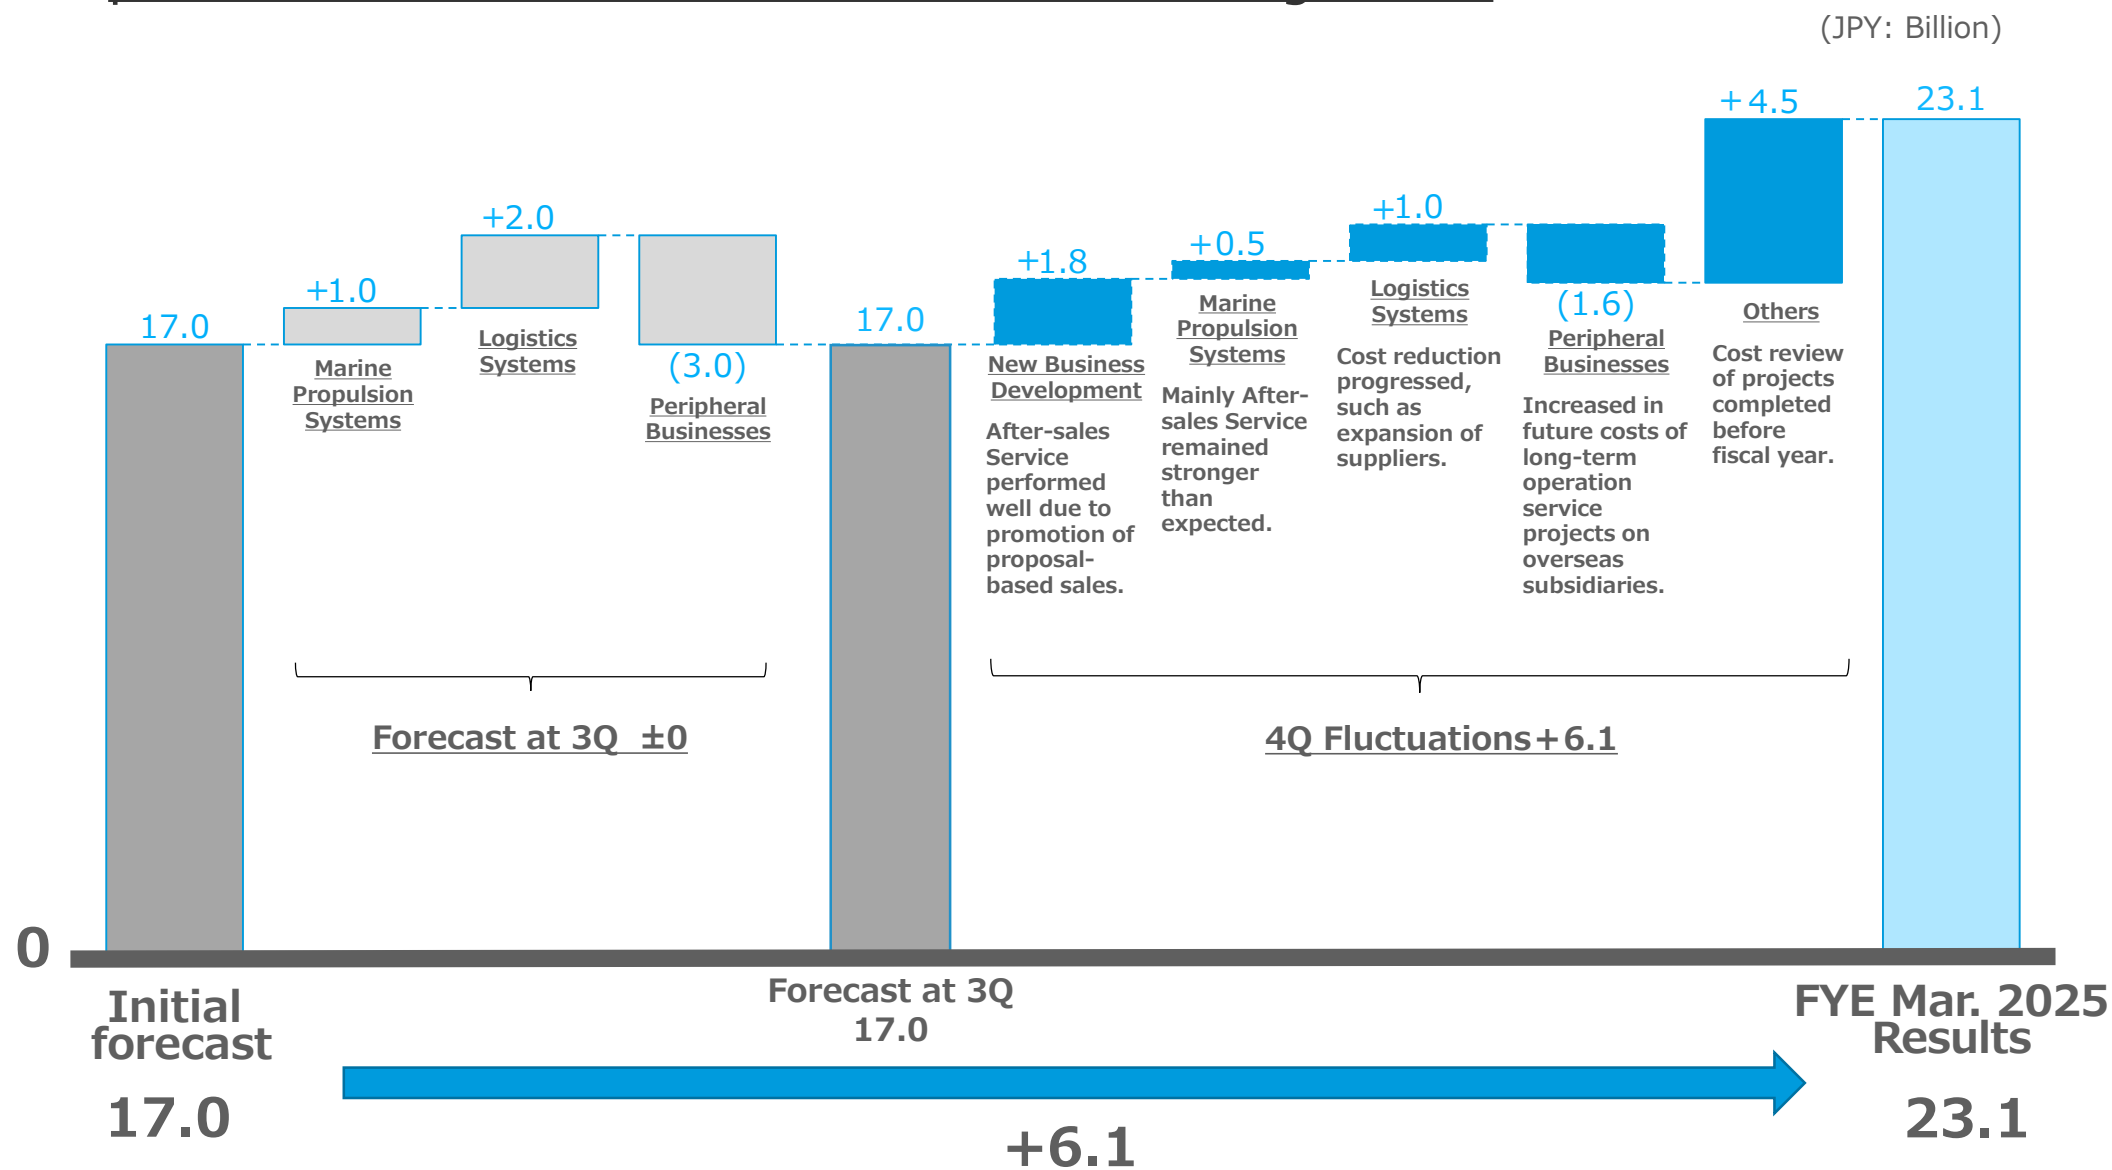 (JPY: Billion)
17.0
+1.0
Marine
Propulsion
Systems
+2.0
Logistics
Systems
(3.0)
Peripheral
Businesses
Forecast at 3Q ±0
17.0
+1.8
New Business
Development
After-sales
Service
performed
well due to
promotion of
proposal-
based sales.
+0.5
Marine
Propulsion
Systems
Mainly After-
sales Service
remained
stronger
than
expected.
+1.0
Logistics
Systems
Cost reduction
progressed,
such as
expansion of
suppliers.
(1.6)
Peripheral
Businesses
Increased in
future costs of
long-term
operation
service
projects on
overseas
subsidiaries.
+4.5
Others
Cost review
of projects
completed
before
fiscal year.
4Q Fluctuations+6.1
23.1
0
Initial
forecast
17.0
Forecast at 3Q
17.0
FYE Mar. 2025
Results
23.1
+6.1